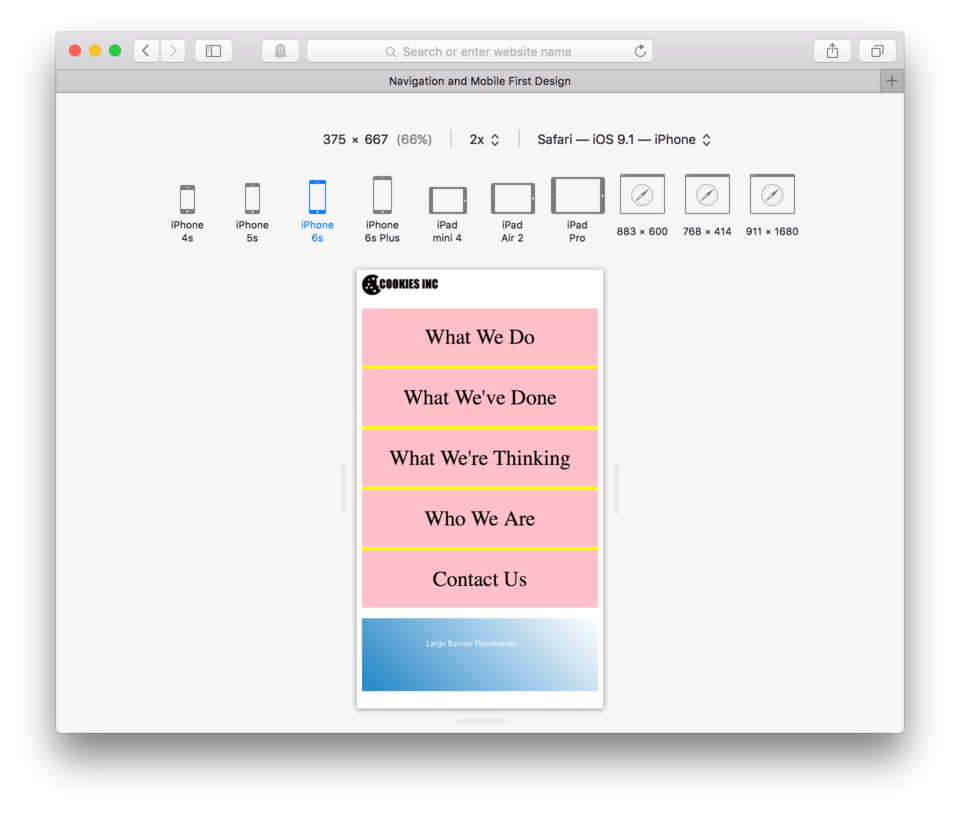 Search or enter website name
Navigation and Mobile First Design
375 × 667 (66%) 2x Safari — iOS 9.1 — iPhone
iPhone 4s
iPhone 5s
iPhone 6s
iPhone 6s Plus
iPad mini 4
iPad Air 2
iPad Pro
883 × 600
768 × 414
911 × 1680
COOKIES INC
What We Do
What We've Done
What We're Thinking
Who We Are
Contact Us
Large Banner Placeholder